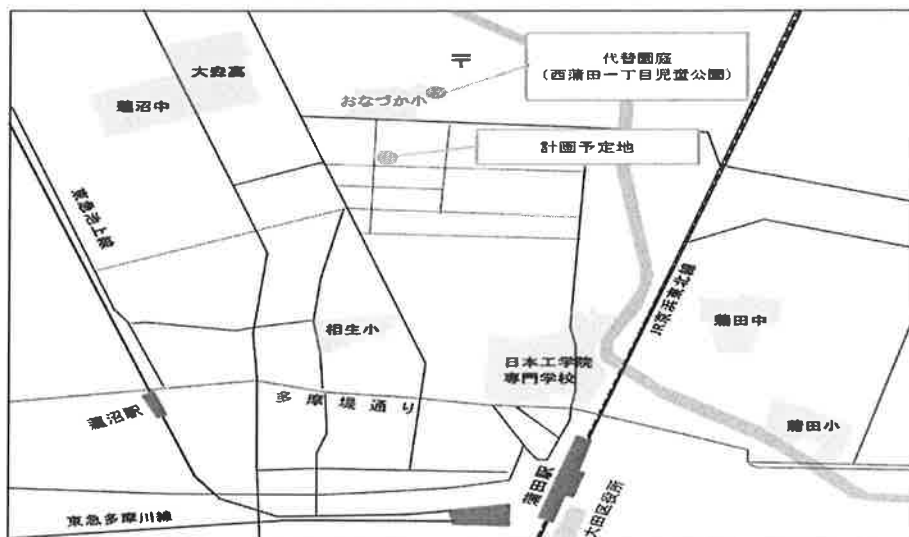 代替園庭
(西蒲田一丁目児童公園)
〒
大森高
蓮沼中
おなづか小
計画予定地
東急池上線
JR京浜東北線
相生小
蒲田中
日本工学院
専門学校
多摩堤通り
蓮沼駅
蒲田小
蒲田駅
大田区役所
東急多摩川線